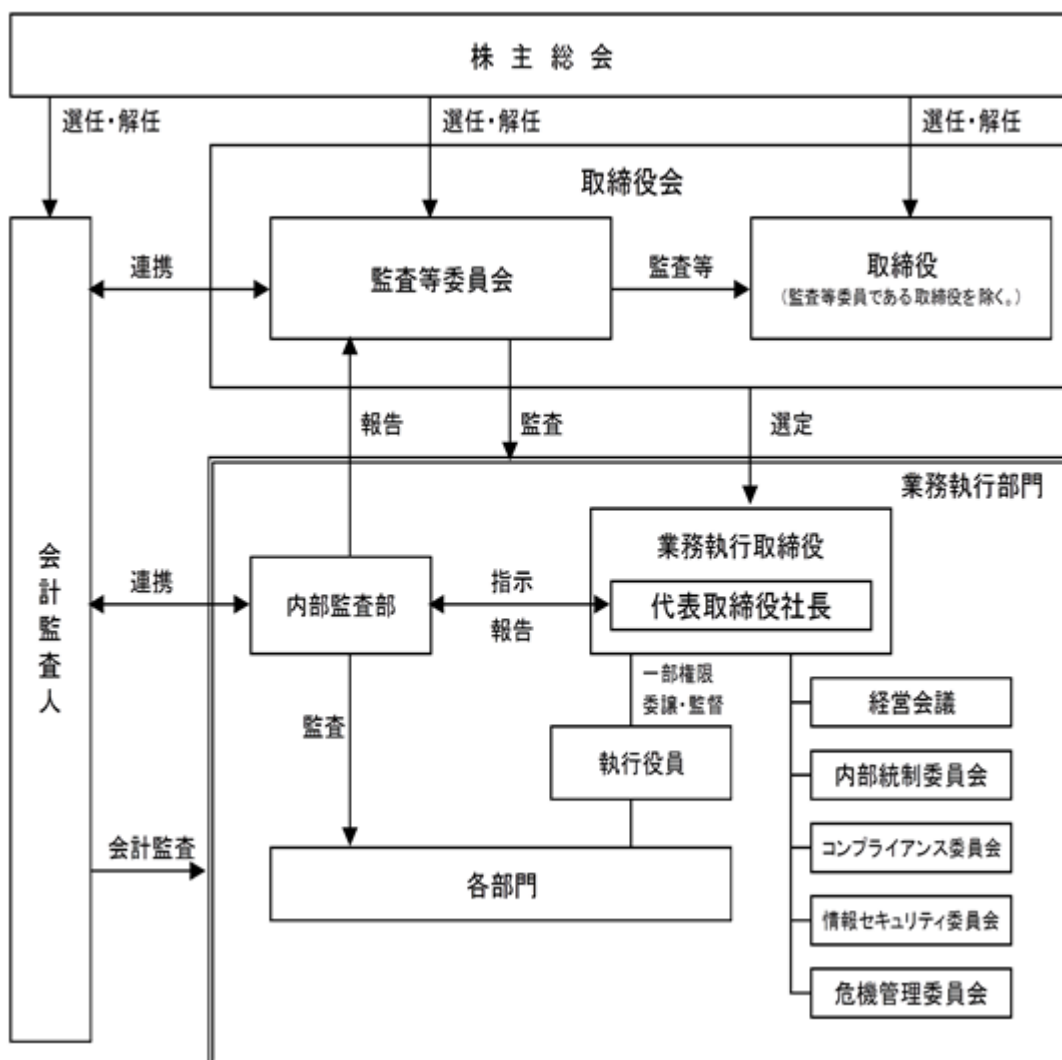 株主総会
選任・解任
選任・解任
選任・解任
取締役会
監査等委員会
監査等
取締役
（監査等委員である取締役を除く。）
連携
報告
監査
選定
業務執行部門
会計監査人
連携
内部監査部
指示
報告
業務執行取締役
代表取締役社長
一部権限
委譲・監督
監査
執行役員
経営会議
内部統制委員会
コンプライアンス委員会
情報セキュリティ委員会
危機管理委員会
会計監査
各部門